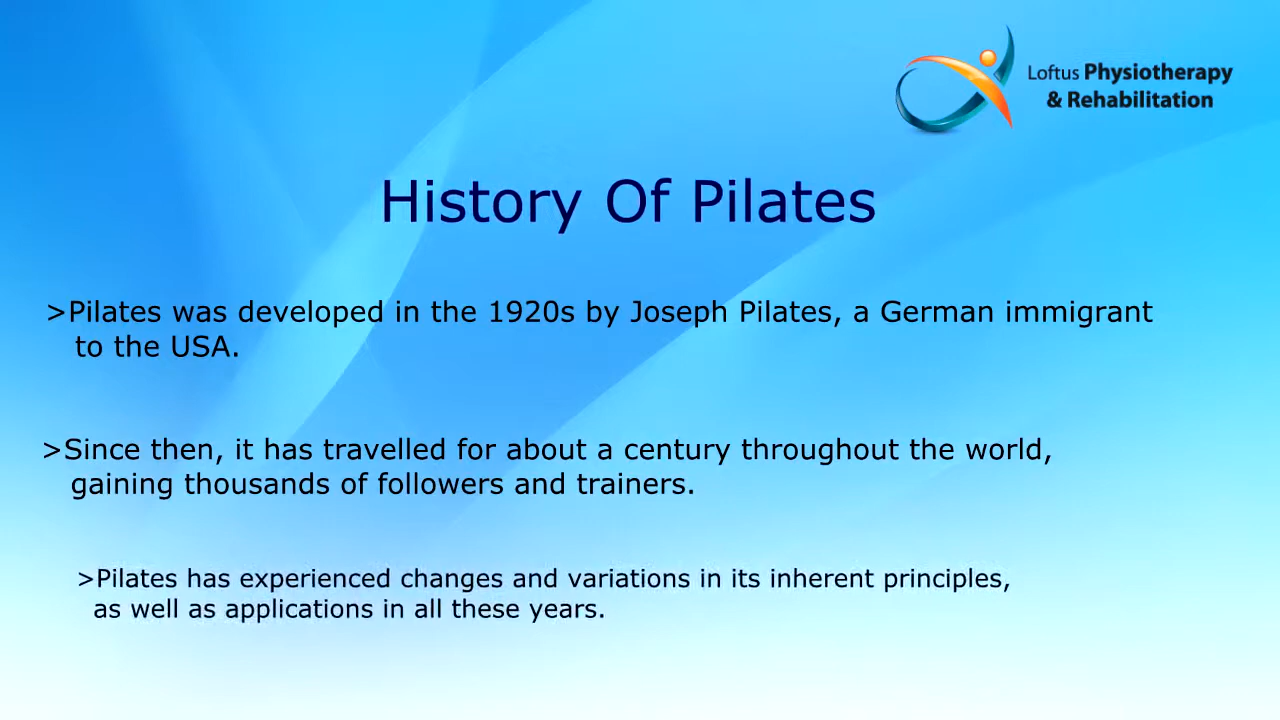 Loftus Physiotherapy
& Rehabilitation
History Of Pilates
>Pilates was developed in the 1920s by Joseph Pilates, a German immigrant
to the USA.
>Since then, it has travelled for about a century throughout the world,
gaining thousands of followers and trainers.
>Pilates has experienced changes and variations in its inherent principles,
as well as applications in all these years.